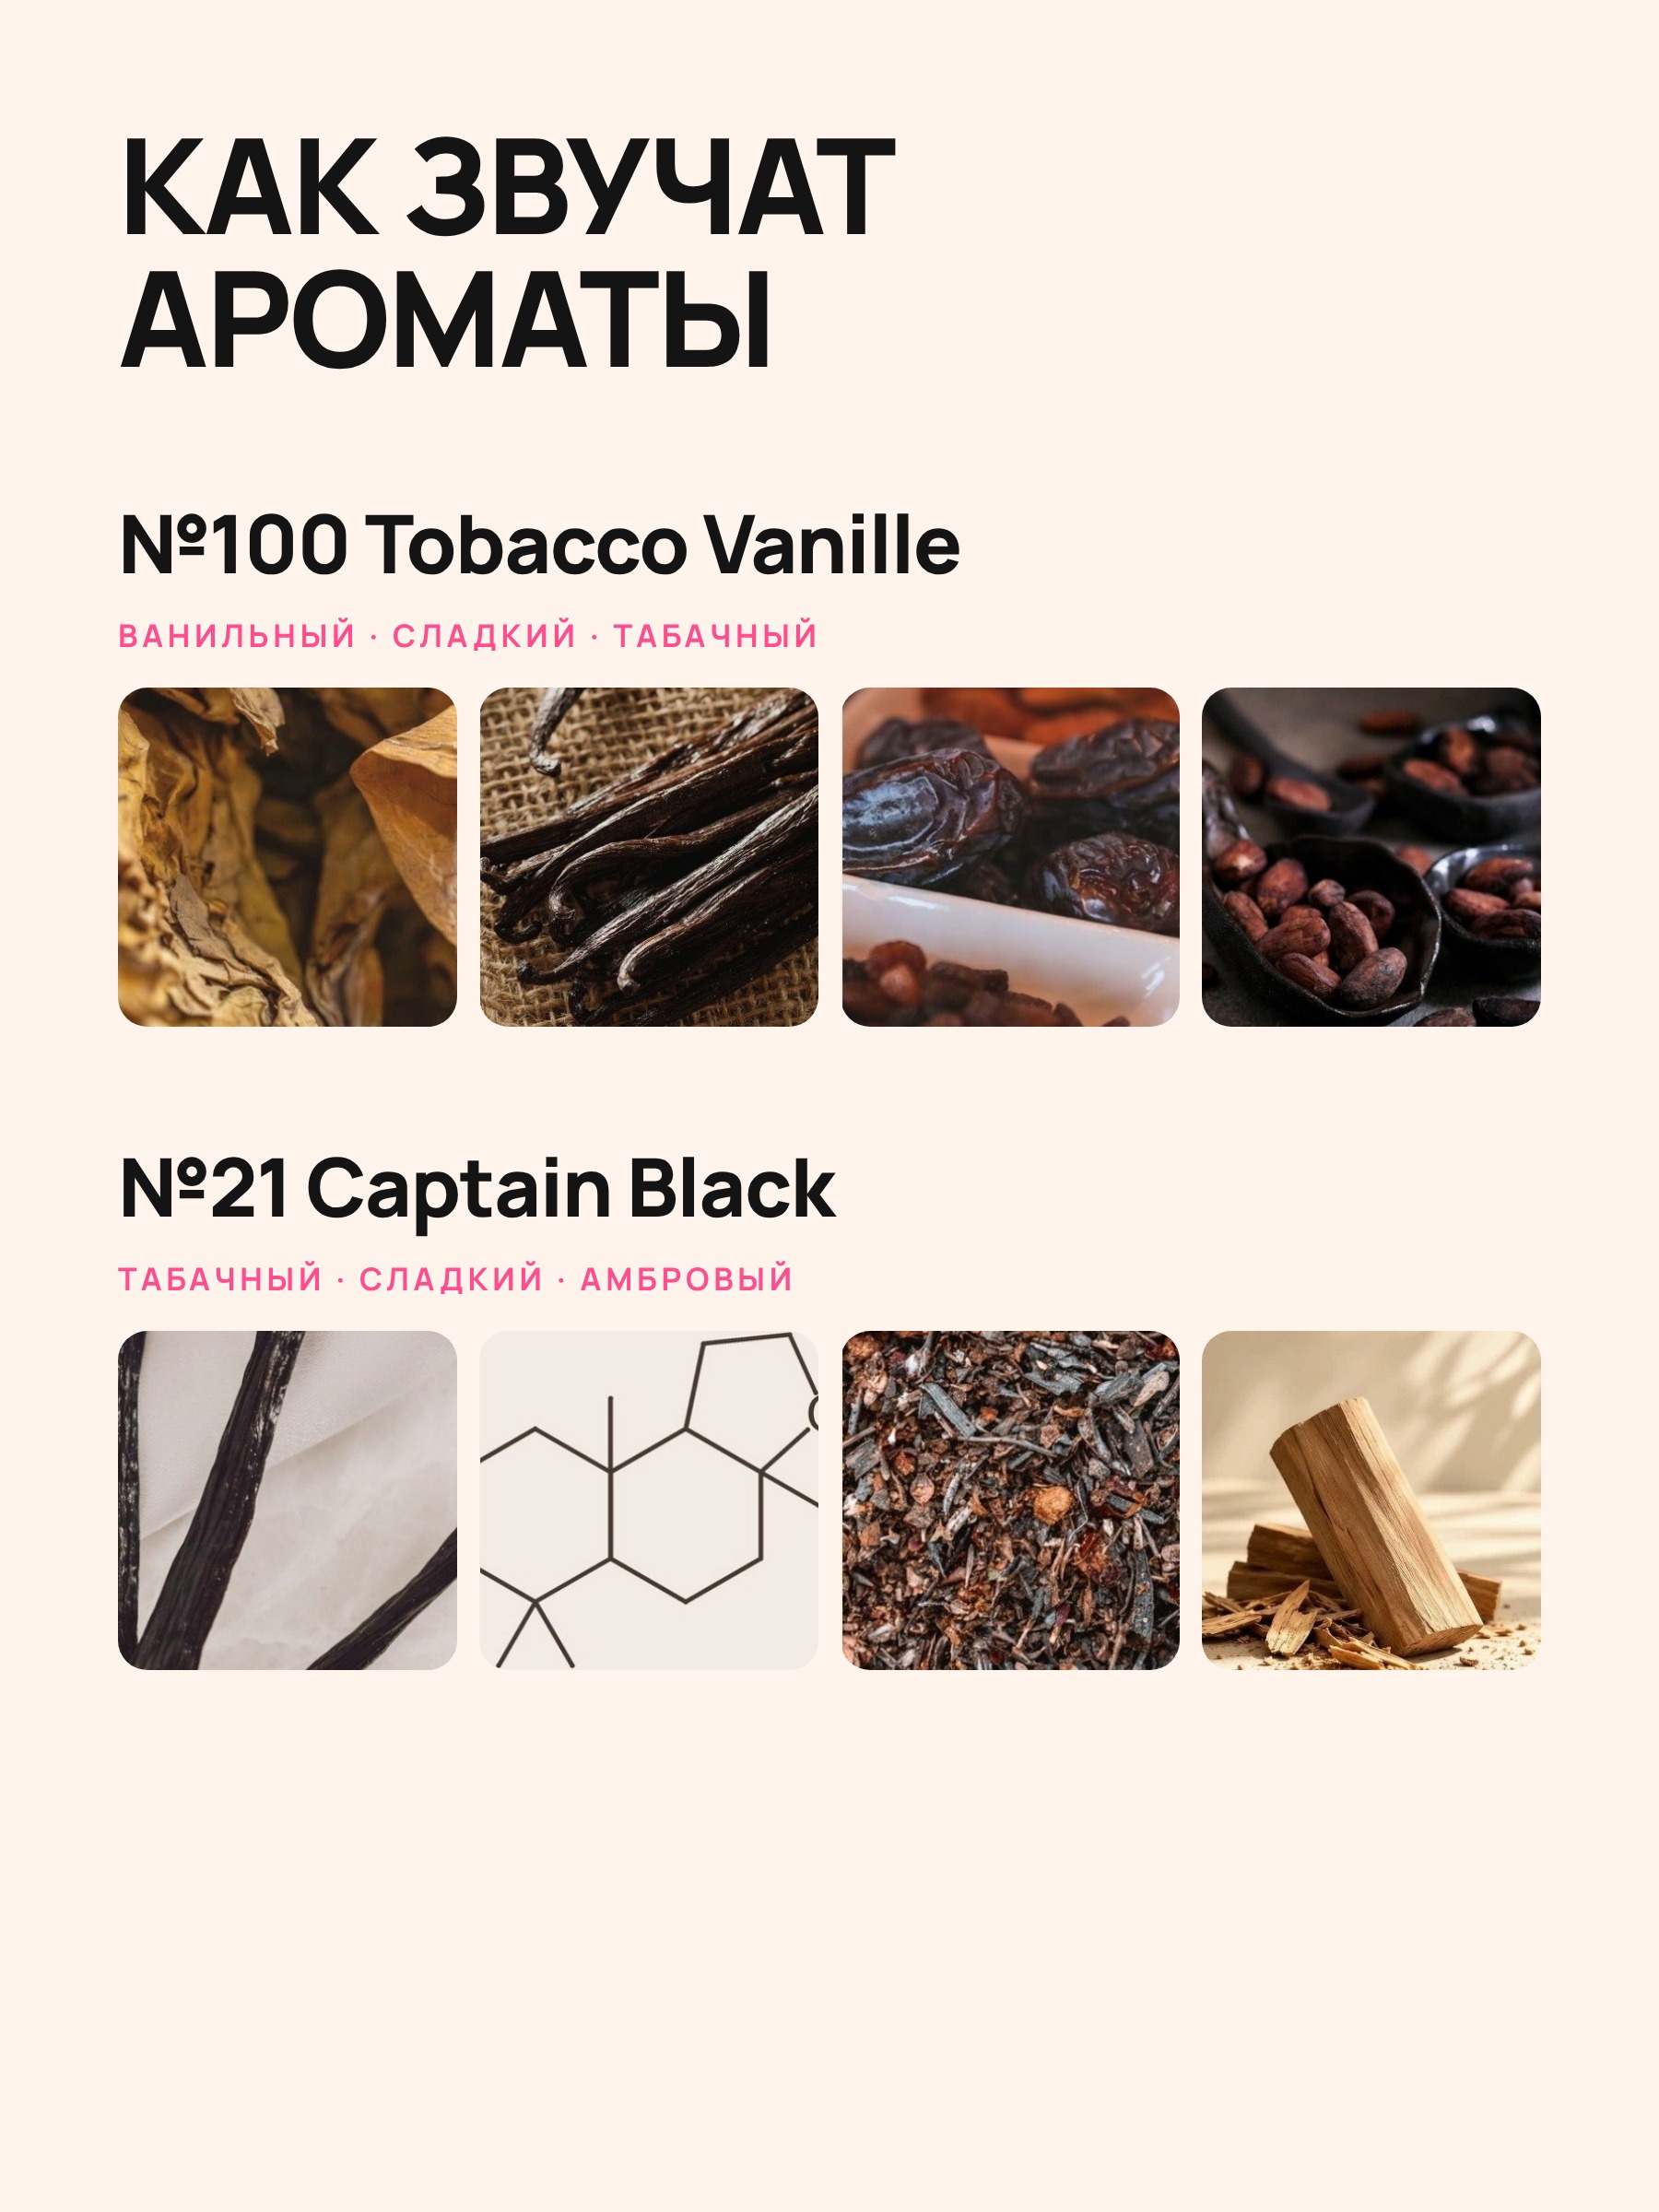 КАК ЗВУЧАТ
АРОМАТЫ
№100 Tobacco Vanille
ВАНИЛЬНЫЙ · СЛАДКИЙ · ТАБАЧНЫЙ
№21 Captain Black
ТАБАЧНЫЙ · СЛАДКИЙ · АМБРОВЫЙ